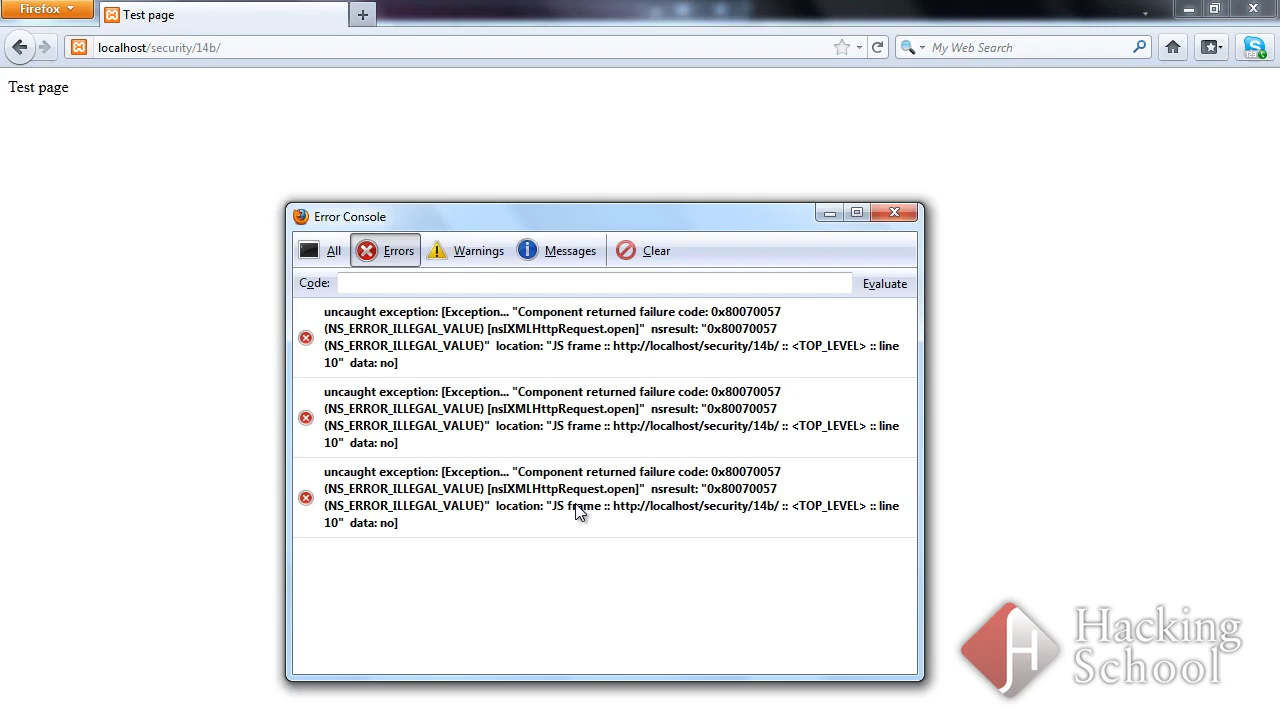 Firefox
Test page
localhost/security/14b/
My Web Search
Test page
Error Console
All Errors Warnings Messages Clear
Code: Evaluate
uncaught exception: [Exception... "Component returned failure code: 0x80070057
(NS_ERROR_ILLEGAL_VALUE) [nsIXMLHttpRequest.open]" nsresult: "0x80070057
(NS_ERROR_ILLEGAL_VALUE)" location: "JS frame :: http://localhost/security/14b/ :: <TOP_LEVEL> :: line
10" data: no]
uncaught exception: [Exception... "Component returned failure code: 0x80070057
(NS_ERROR_ILLEGAL_VALUE) [nsIXMLHttpRequest.open]" nsresult: "0x80070057
(NS_ERROR_ILLEGAL_VALUE)" location: "JS frame :: http://localhost/security/14b/ :: <TOP_LEVEL> :: line
10" data: no]
uncaught exception: [Exception... "Component returned failure code: 0x80070057
(NS_ERROR_ILLEGAL_VALUE) [nsIXMLHttpRequest.open]" nsresult: "0x80070057
(NS_ERROR_ILLEGAL_VALUE)" location: "JS frame :: http://localhost/security/14b/ :: <TOP_LEVEL> :: line
10" data: no]
Hacking
School